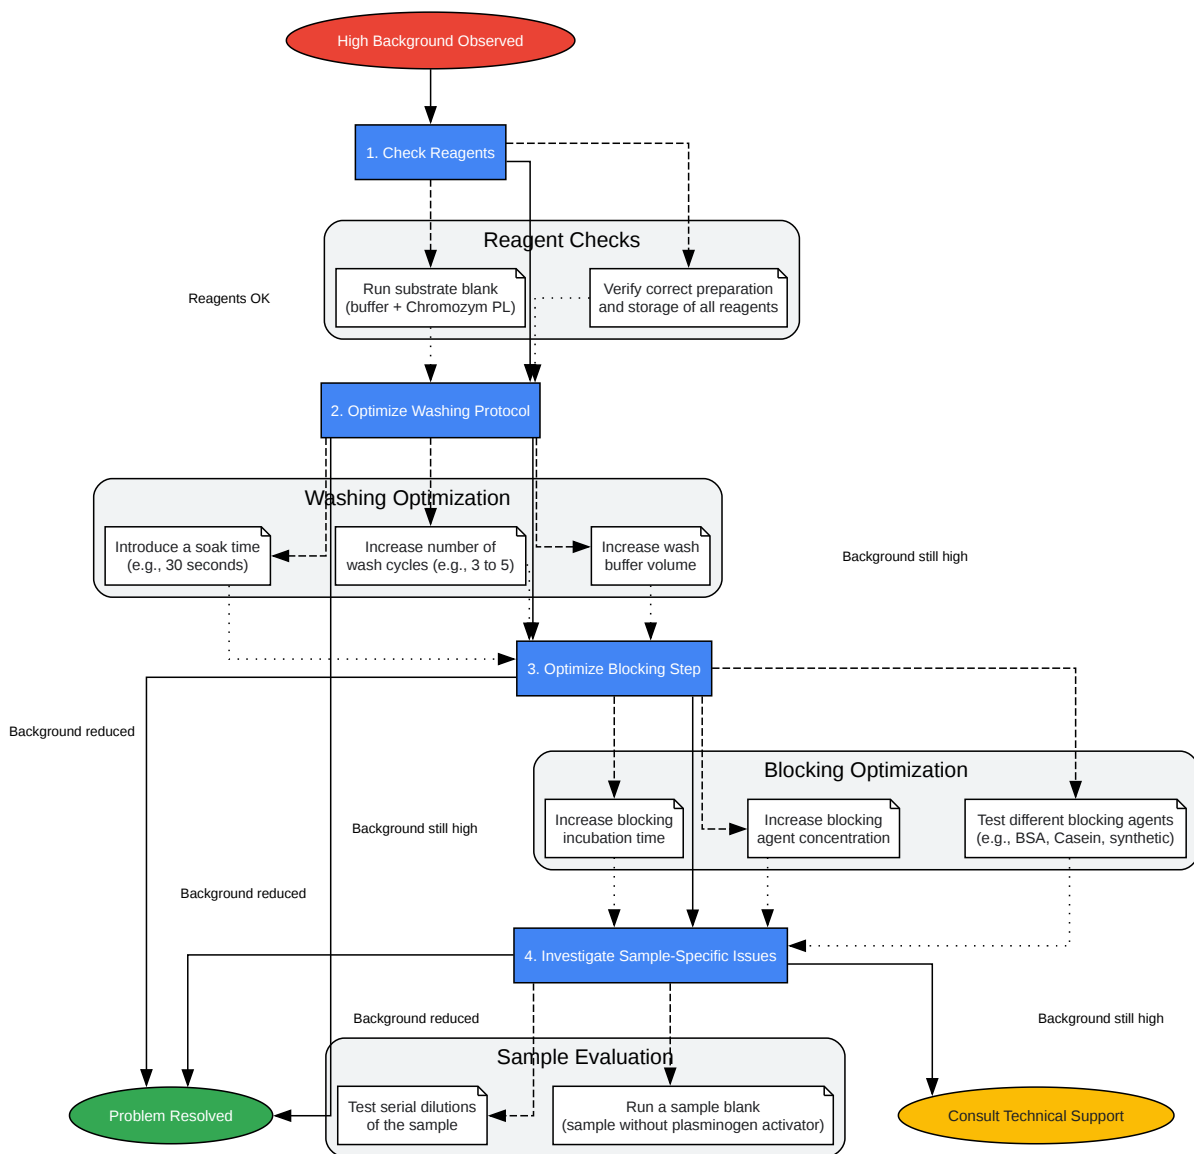 High Background Observed
1. Check Reagents
Reagent Checks
Run substrate blank
(buffer + Chromozym PL)
Verify correct preparation
and storage of all reagents
Reagents OK
2. Optimize Washing Protocol
Washing Optimization
Introduce a soak time
(e.g., 30 seconds)
Increase number of
wash cycles (e.g., 3 to 5)
Increase wash
buffer volume
Background still high
3. Optimize Blocking Step
Background reduced
Blocking Optimization
Increase blocking
incubation time
Increase blocking
agent concentration
Test different blocking agents
(e.g., BSA, Casein, synthetic)
Background still high
Background reduced
4. Investigate Sample-Specific Issues
Background reduced
Background still high
Sample Evaluation
Test serial dilutions
of the sample
Run a sample blank
(sample without plasminogen activator)
Problem Resolved
Consult Technical Support